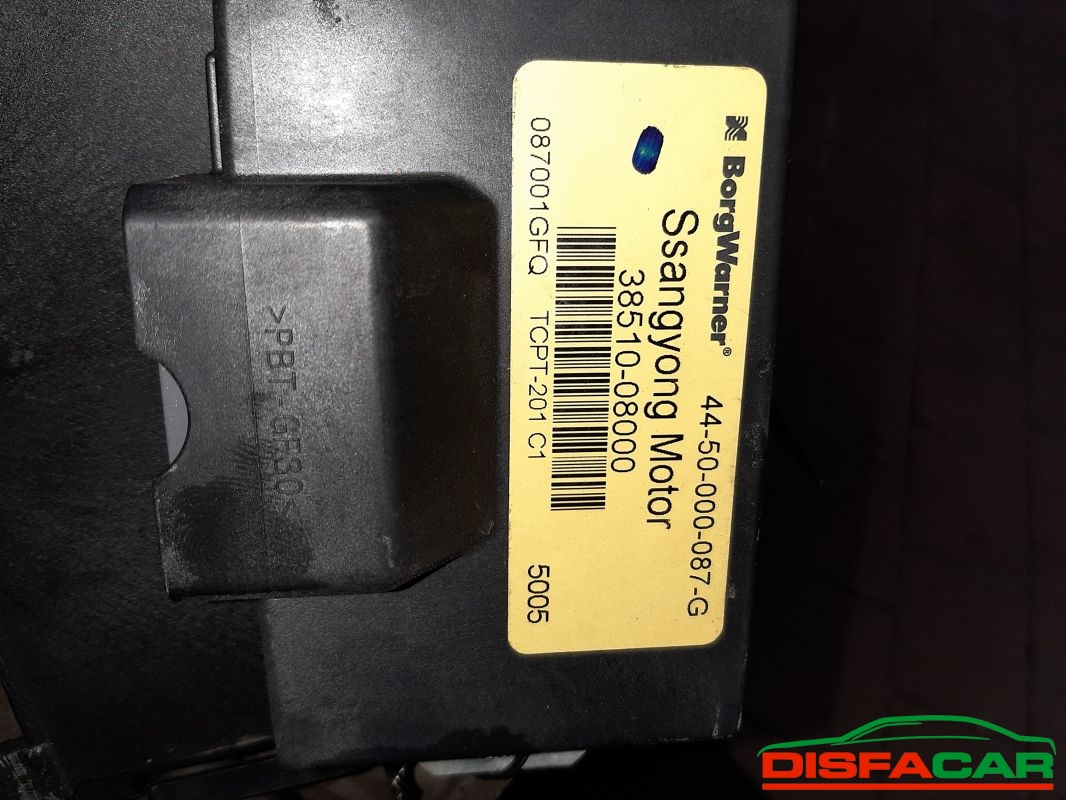 BorgWarner® 44-50-000-087-G
Ssangyong Motor
38510-08000
087001GFQ TCPT-201 C1 5005
>PBT-GF30<
DISFACAR